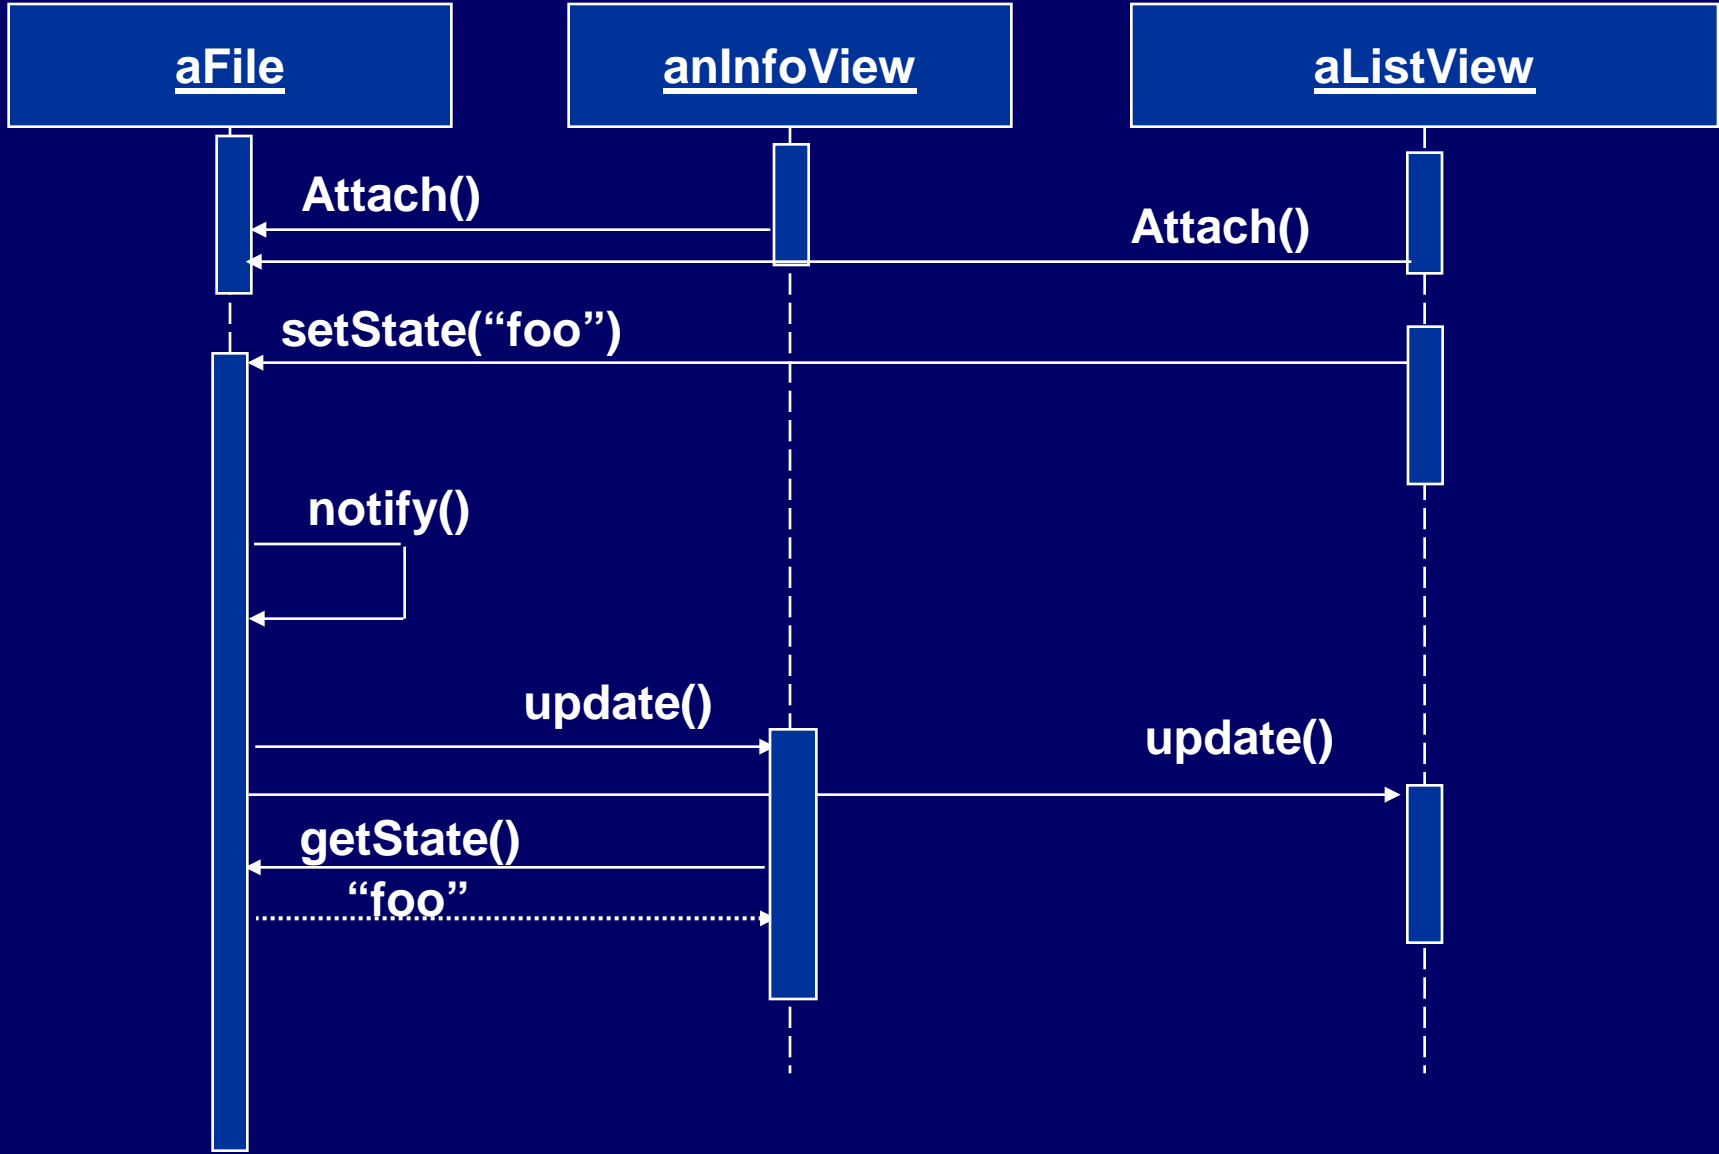 aFile
anInfoView
aListView
Attach()
Attach()
setState(“foo”)
notify()
update()
update()
getState()
“foo”